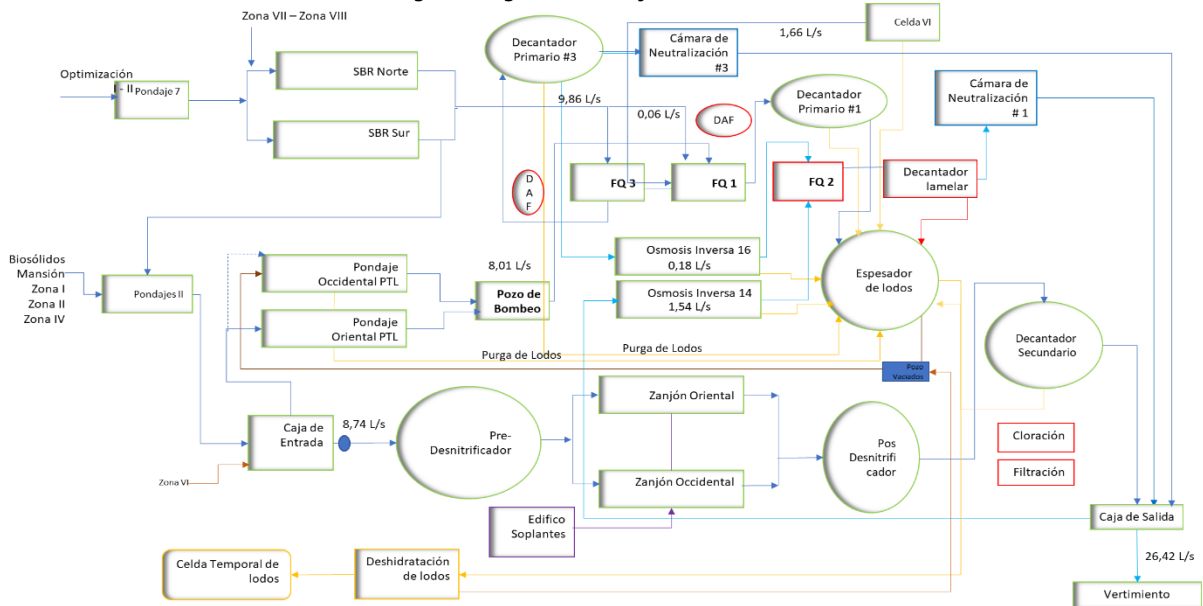 Zona VII – Zona VIII
Optimización
I - II
Pondaje 7
SBR Norte
SBR Sur
Decantador
Primario #3
Cámara de
Neutralización
#3
1,66 L/s
Celda VI
9,86 L/s
0,06 L/s
DAF
Decantador
Primario #1
Cámara de
Neutralización
# 1
D
A
F
FQ 3
FQ 1
FQ 2
Decantador
lamelar
Biosólidos
Mansión
Zona I
Zona II
Zona IV
Pondajes II
Pondaje
Occidental PTL
Pondaje
Oriental PTL
8,01 L/s
Pozo de
Bombeo
Osmosis Inversa 16
0,18 L/s
Osmosis Inversa 14
1,54 L/s
Espesador
de lodos
Decantador
Secundario
Purga de Lodos
Purga de Lodos
Pozo
Vaciados
Caja de
Entrada
8,74 L/s
Zona VI
Pre-
Desnitrificador
Zanjón Oriental
Zanjón Occidental
Pos
Desnitrifi
cador
Cloración
Filtración
Edifico
Soplantes
Caja de Salida
26,42 L/s
Vertimiento
Celda Temporal de
lodos
Deshidratación
de lodos